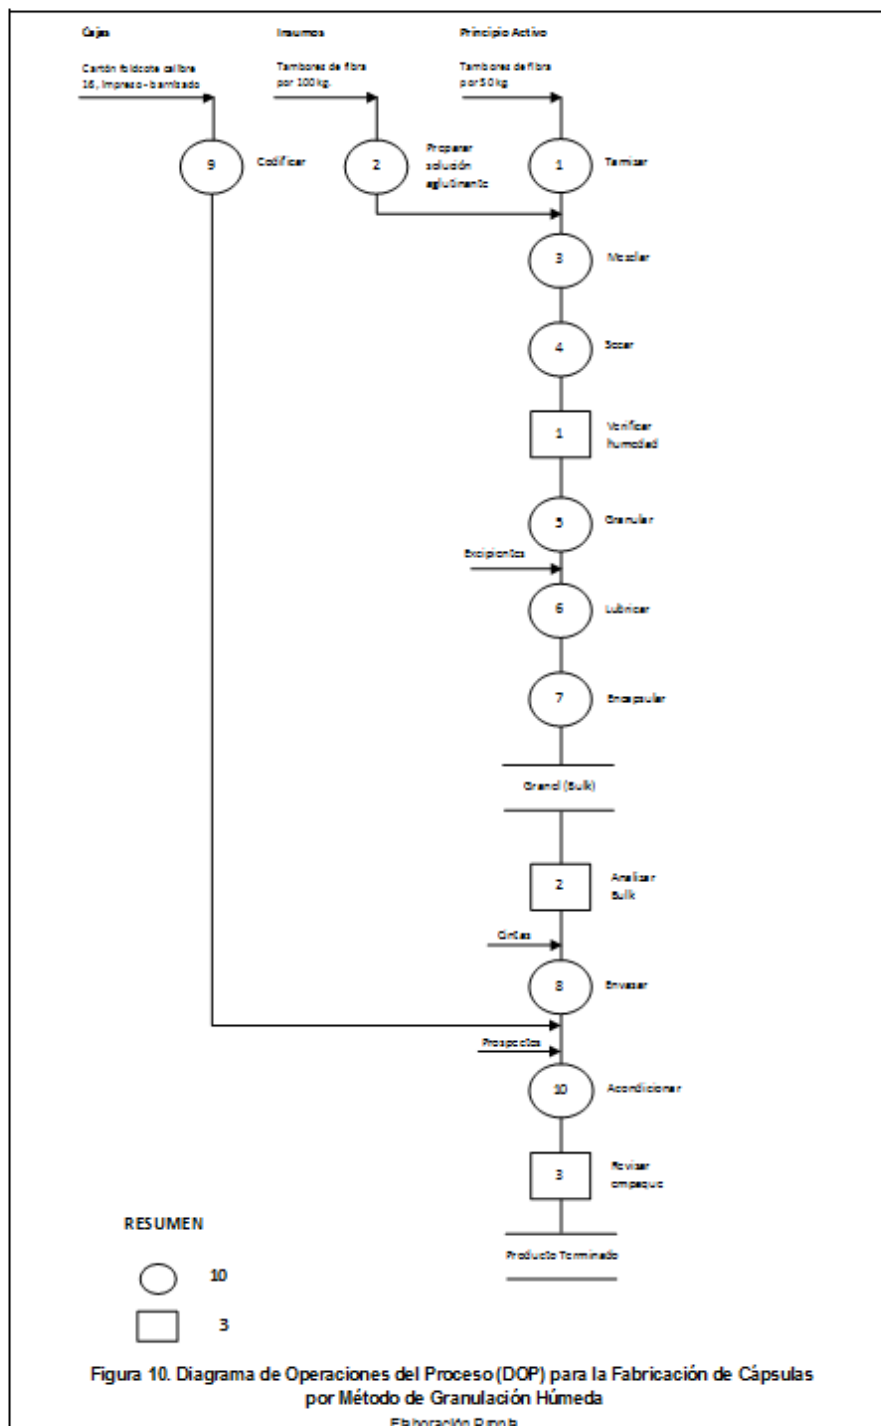 Cajas
Insumos
Principio Activo
Cartón foldcote calibre
16, impreso - barnizado
Tambores de fibra
por 100 kg.
Tambores de fibra
por 50 kg
9
Codificar
2
Preparar
solución
aglutinante
1
Tamizar
3
Mezclar
4
Secar
1
Verificar
humedad
5
Granular
Excipientes
6
Lubricar
7
Encapsular
Granel (Bulk)
2
Analizar
Bulk
Cintas
8
Envasar
Prospectos
10
Acondicionar
3
Revisar
empaque
Producto Terminado
RESUMEN
10
3
Figura 10. Diagrama de Operaciones del Proceso (DOP) para la Fabricación de Cápsulas
por Método de Granulación Húmeda
Elaboración Propia